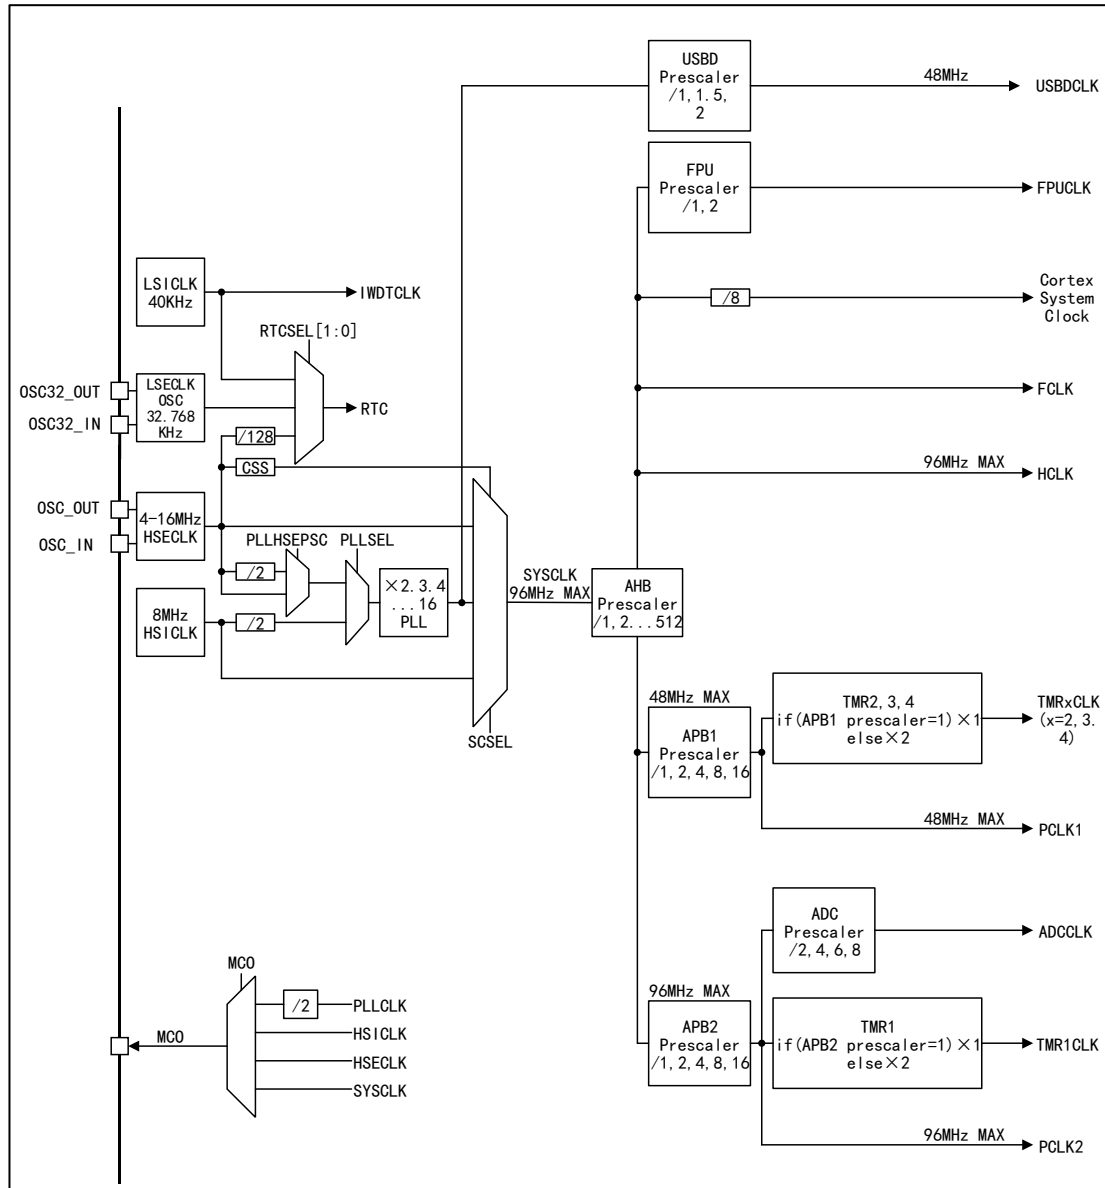 USBD
Prescaler
/1, 1.5,
2
48MHz
USBDCLK
FPU
Prescaler
/1, 2
FPUCLK
LSICLK
40KHz
IWDTCLK
/8
Cortex
System
Clock
RTCSEL[1:0]
OSC32_OUT
OSC32_IN
LSECLK
OSC
32.768
KHz
RTC
FCLK
/128
CSS
96MHz MAX
HCLK
OSC_OUT
OSC_IN
4-16MHz
HSECLK
PLLHSEPSC
PLLSEL
/2
×2.3.4
...16
PLL
SYSCLK
96MHz MAX
AHB
Prescaler
/1, 2...512
8MHz
HSICLK
/2
SCSEL
48MHz MAX
APB1
Prescaler
/1, 2, 4, 8, 16
TMR2, 3, 4
if(APB1 prescaler=1)×1
else×2
TMRxCLK
(x=2, 3.
4)
48MHz MAX
PCLK1
ADC
Prescaler
/2, 4, 6, 8
ADCCLK
MCO
/2
PLLCLK
HSICLK
HSECLK
SYSCLK
MCO
96MHz MAX
APB2
Prescaler
/1, 2, 4, 8, 16
TMR1
if(APB2 prescaler=1)×1
else×2
TMR1CLK
96MHz MAX
PCLK2